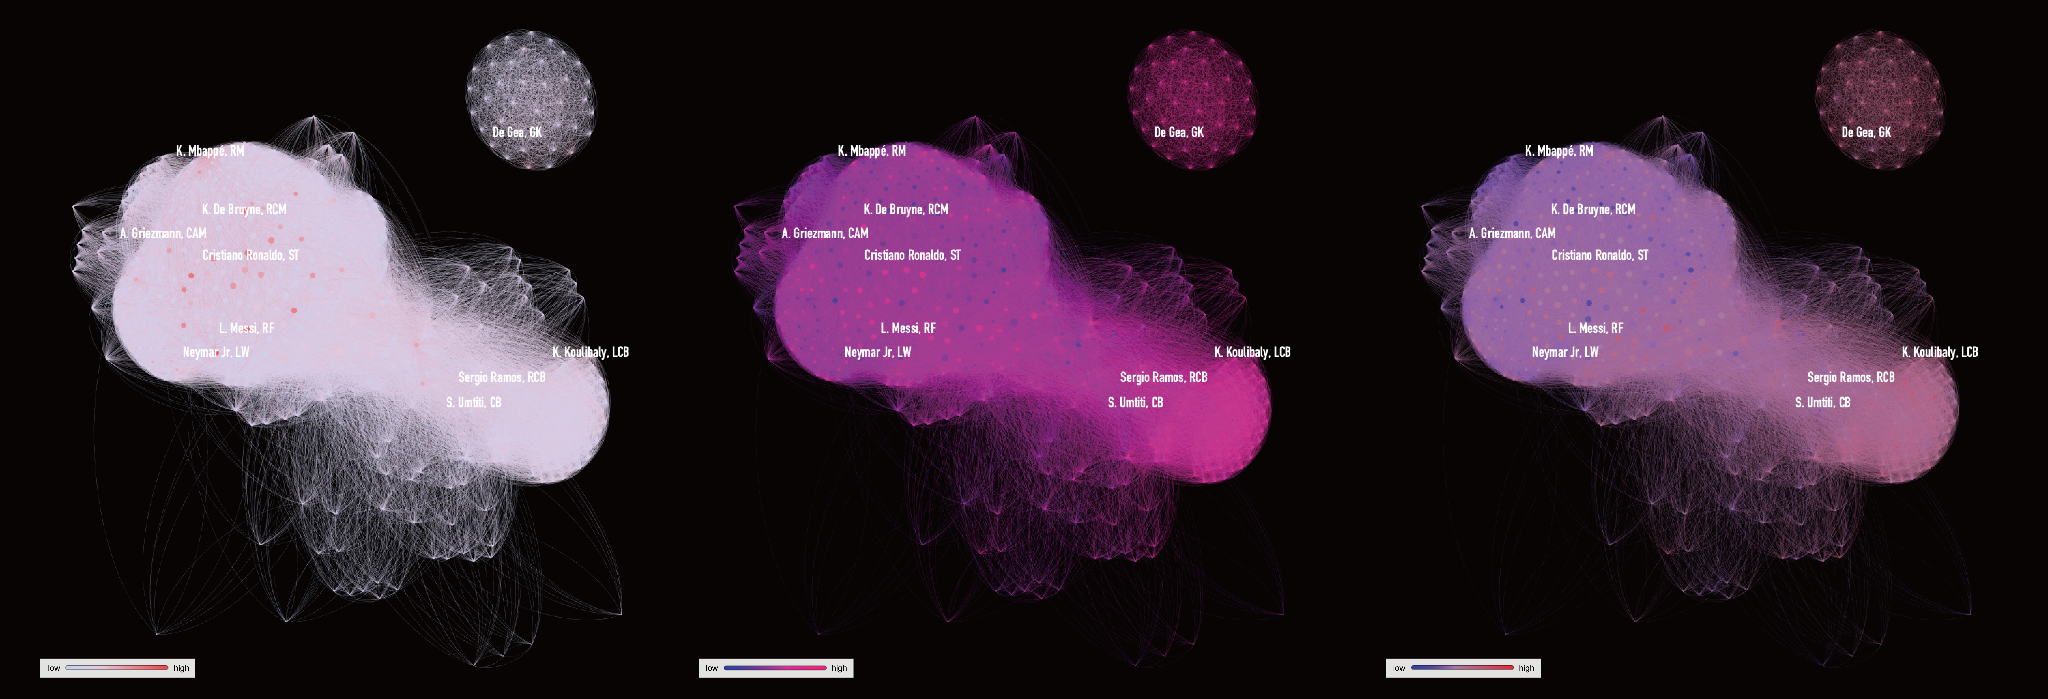 De Gea, GK
K. Mbappé, RM
K. De Bruyne, RCM
A. Griezmann, CAM
Cristiano Ronaldo, ST
L. Messi, RF
Neymar Jr, LW
K. Koulibaly, LCB
Sergio Ramos, RCB
S. Umtiti, CB
low high
De Gea, GK
K. Mbappé, RM
K. De Bruyne, RCM
A. Griezmann, CAM
Cristiano Ronaldo, ST
L. Messi, RF
Neymar Jr, LW
K. Koulibaly, LCB
Sergio Ramos, RCB
S. Umtiti, CB
low high
De Gea, GK
K. Mbappé, RM
K. De Bruyne, RCM
A. Griezmann, CAM
Cristiano Ronaldo, ST
L. Messi, RF
Neymar Jr, LW
K. Koulibaly, LCB
Sergio Ramos, RCB
S. Umtiti, CB
ow high